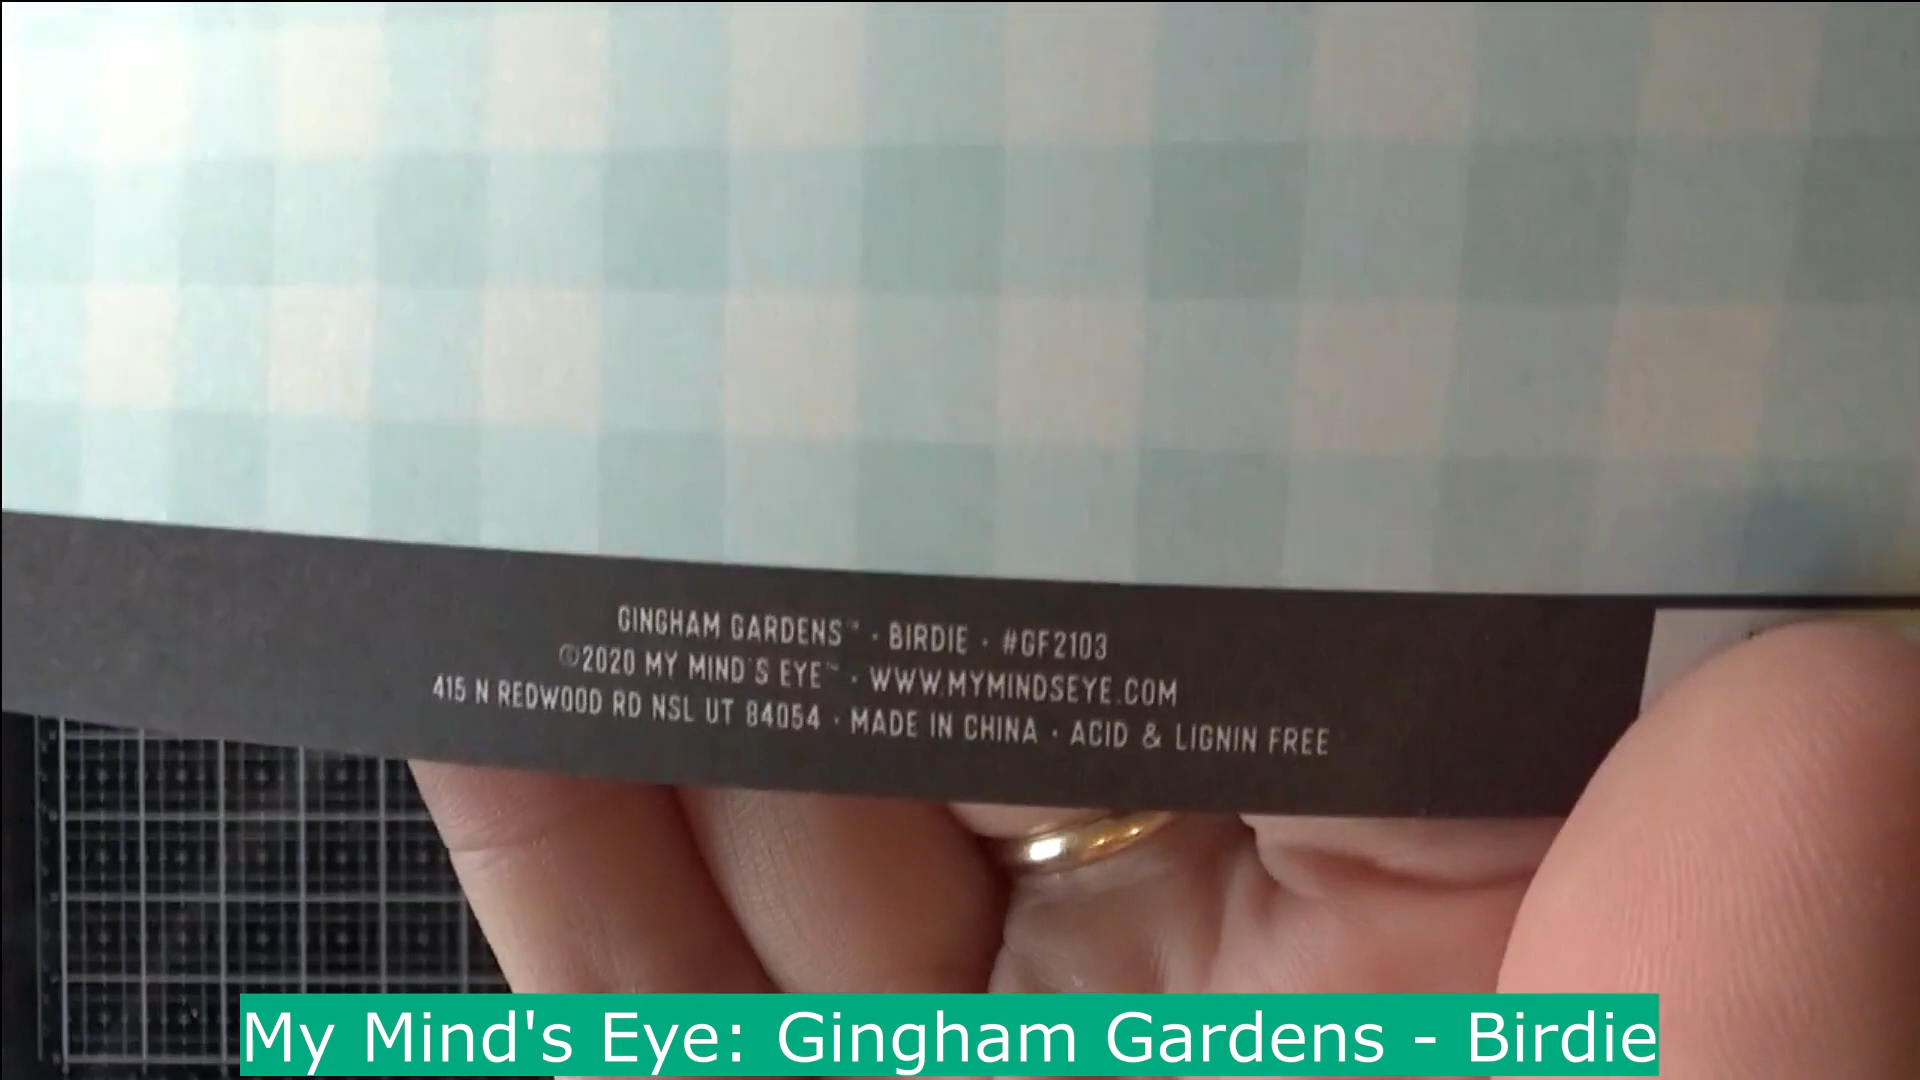 GINGHAM GARDENS™ · BIRDIE · #GF2103
©2020 MY MIND'S EYE™ · WWW.MYMINDSEYE.COM
415 N REDWOOD RD NSL UT 84054 · MADE IN CHINA · ACID & LIGNIN FREE
My Mind's Eye: Gingham Gardens - Birdie